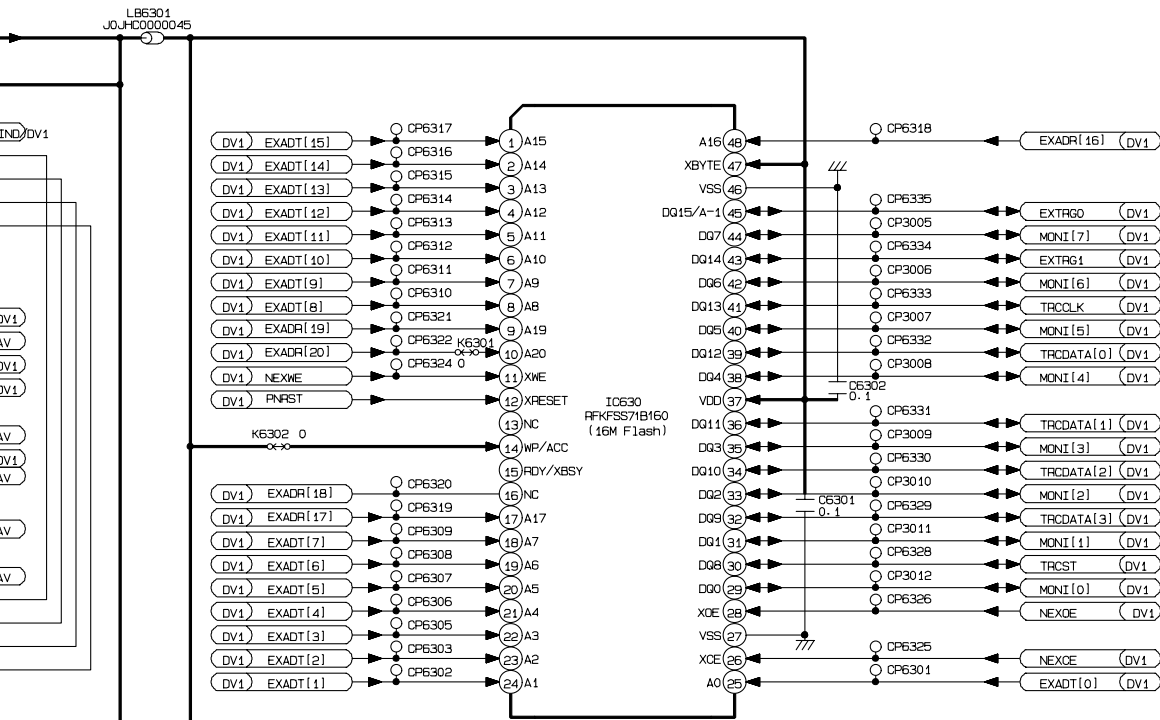 LB6301
J0JHC0000045
IND/DV1
DV1) EXADT[15] CP6317 1 A15
DV1) EXADT[14] CP6316 2 A14
DV1) EXADT[13] CP6315 3 A13
DV1) EXADT[12] CP6314 4 A12
DV1) EXADT[11] CP6313 5 A11
DV1) EXADT[10] CP6312 6 A10
DV1) EXADT[9] CP6311 7 A9
DV1) EXADT[8] CP6310 8 A8
DV1) EXADR[19] CP6321 9 A19
DV1) EXADR[20] CP6322 K6301 0 10 A20
DV1) NEXWE CP6324 11 XWE
DV1) PNRST 12 XRESET
13 NC
K6302 0 14 WP/ACC
15 RDY/XBSY
DV1) EXADR[18] CP6320 16 NC
DV1) EXADR[17] CP6319 17 A17
DV1) EXADT[7] CP6309 18 A7
DV1) EXADT[6] CP6308 19 A6
DV1) EXADT[5] CP6307 20 A5
DV1) EXADT[4] CP6306 21 A4
DV1) EXADT[3] CP6305 22 A3
DV1) EXADT[2] CP6303 23 A2
DV1) EXADT[1] CP6302 24 A1
IC630
RFKFSS71B160
(16M Flash)
A16 48 CP6318 EXADR[16] (DV1
XBYTE 47
VSS 46
DQ15/A-1 45 CP6335 EXTRG0 (DV1
DQ7 44 CP3005 MONI[7] (DV1
DQ14 43 CP6334 EXTRG1 (DV1
DQ6 42 CP3006 MONI[6] (DV1
DQ13 41 CP6333 TRCCLK (DV1
DQ5 40 CP3007 MONI[5] (DV1
DQ12 39 CP6332 TRCDATA[0] (DV1
DQ4 38 CP3008 MONI[4] (DV1
VDD 37 C6302 0.1
DQ11 36 CP6331 TRCDATA[1] (DV1
DQ3 35 CP3009 MONI[3] (DV1
DQ10 34 CP6330 TRCDATA[2] (DV1
DQ2 33 CP3010 MONI[2] (DV1
C6301 0.1
DQ9 32 CP6329 TRCDATA[3] (DV1
DQ1 31 CP3011 MONI[1] (DV1
DQ8 30 CP6328 TRCST (DV1
DQ0 29 CP3012 MONI[0] (DV1
XOE 28 CP6326 NEXOE (DV1
VSS 27
XCE 26 CP6325 NEXCE (DV1
A0 25 CP6301 EXADT[0] (DV1
DV1)
AV
DV1)
DV1)
AV
DV1)
AV
AV
AV